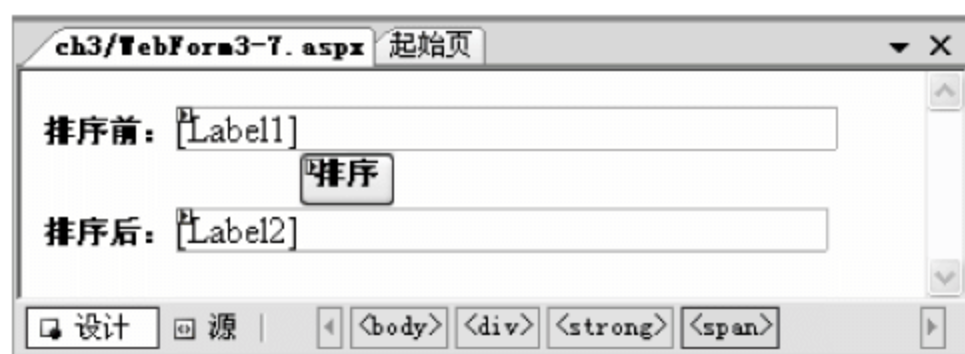 ch3/WebForm3-7.aspx 起始页
排序前：[Label1]
排序
排序后：[Label2]
设计 源 <body> <div> <strong> <span>